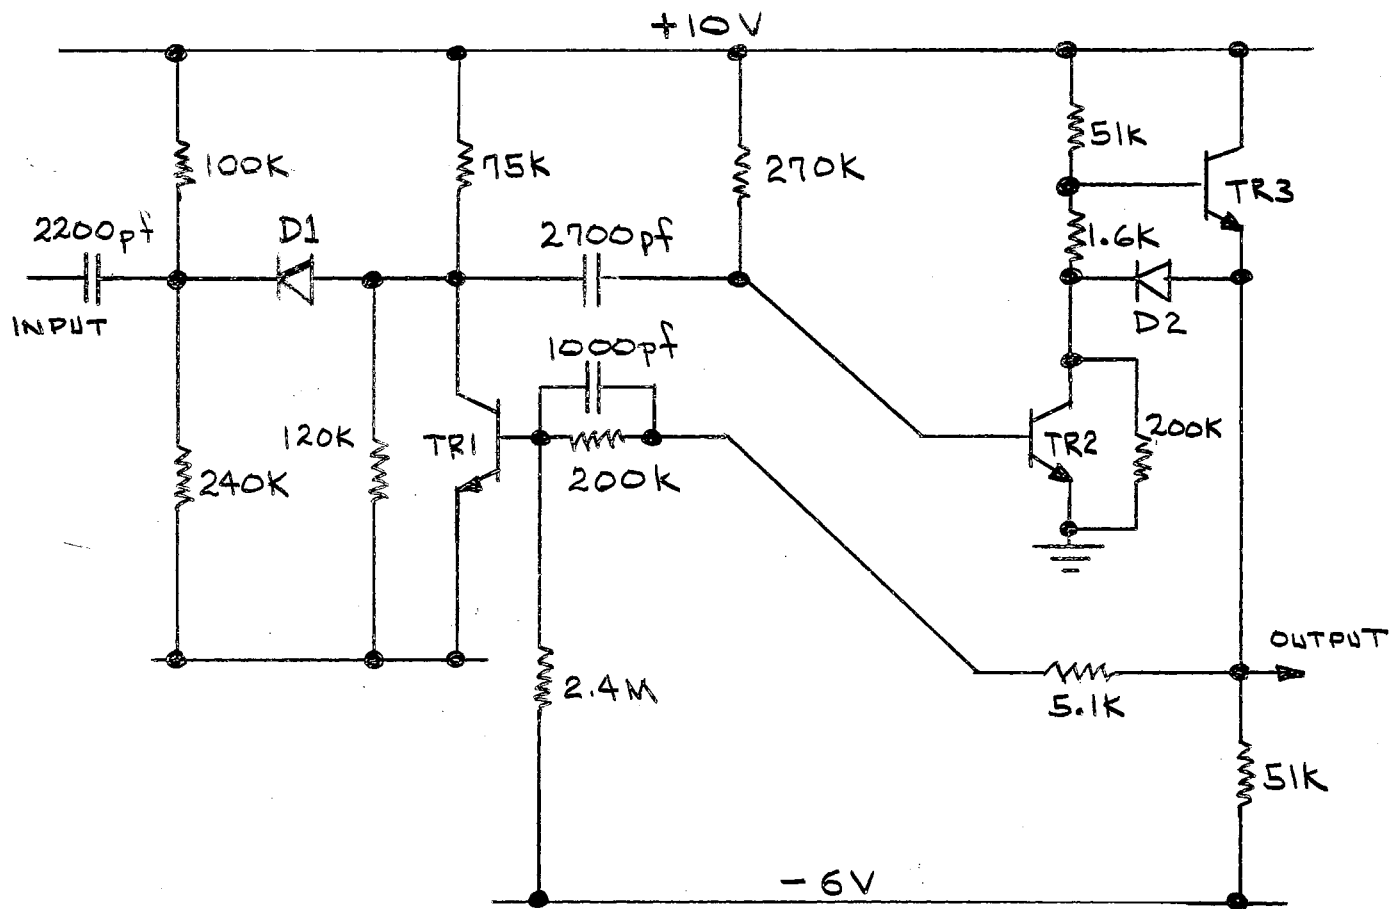 +10V
100K
75K
270K
51K
TR3
2200pf
D1
2700pf
1.6K
INPUT
D2
1000pf
120K
TR1
TR2
200K
240K
200K
2.4M
OUTPUT
5.1K
51K
-6V